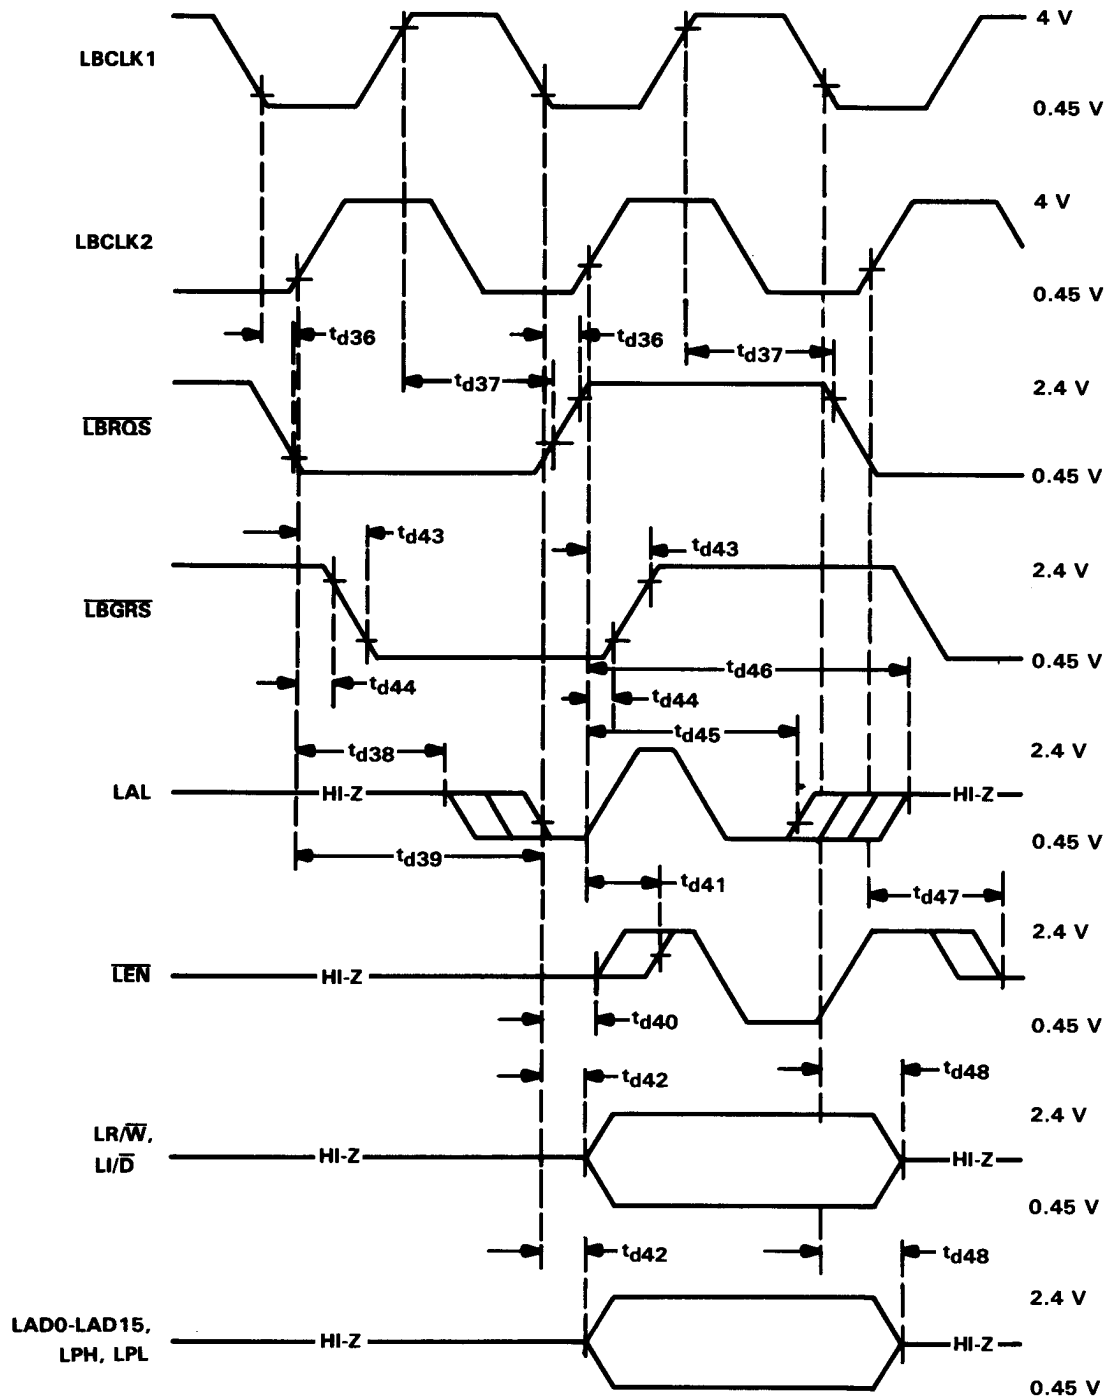 4 V
LBCLK1
0.45 V
4 V
LBCLK2
0.45 V
td36 td36 td37
td37 2.4 V
L̅B̅R̅Q̅S̅
0.45 V
td43 td43
2.4 V
L̅B̅G̅R̅S̅
0.45 V
td46
td44 td44
td45
td38 2.4 V
LAL HI-Z HI-Z
0.45 V
td39
td41
td47
2.4 V
L̅E̅N̅ HI-Z
td40 0.45 V
td42 td48
2.4 V
LR/W̅,
LI/D̅ HI-Z HI-Z
0.45 V
td42 td48
2.4 V
LAD0-LAD15,
LPH, LPL HI-Z HI-Z
0.45 V